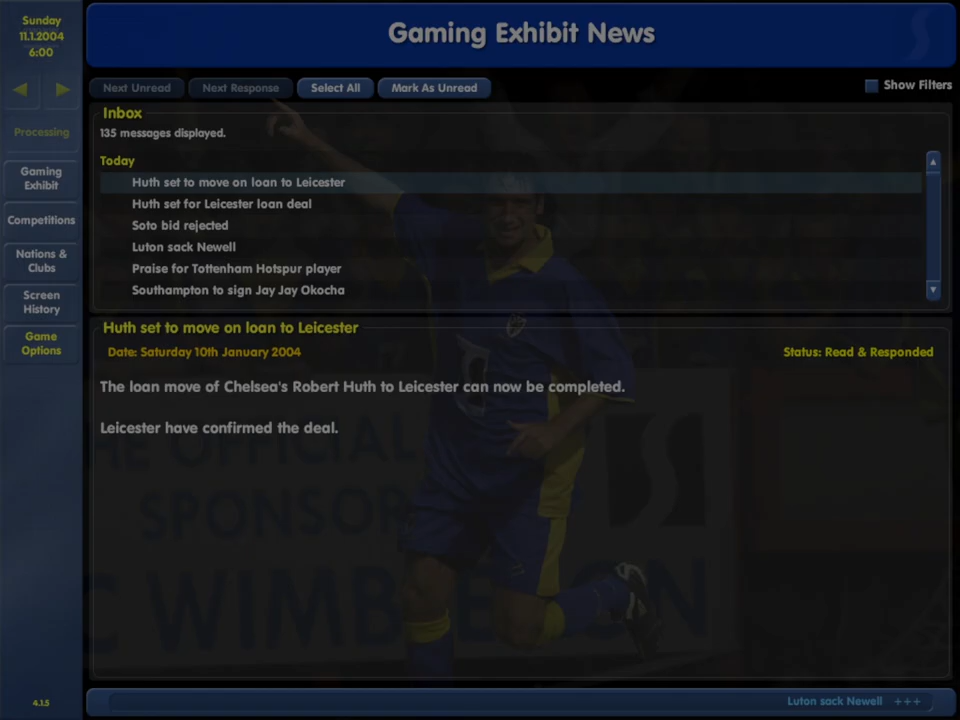 Sunday
11.1.2004
6:00
Gaming Exhibit News
Next Unread
Next Response
Select All
Mark As Unread
Show Filters
Processing
Gaming
Exhibit
Competitions
Nations &
Clubs
Screen
History
Game
Options
Inbox
135 messages displayed.
Today
Huth set to move on loan to Leicester
Huth set for Leicester loan deal
Soto bid rejected
Luton sack Newell
Praise for Tottenham Hotspur player
Southampton to sign Jay Jay Okocha
Huth set to move on loan to Leicester
Date: Saturday 10th January 2004
Status: Read & Responded
The loan move of Chelsea's Robert Huth to Leicester can now be completed.
Leicester have confirmed the deal.
HE OFFICIAL
SPONSOR
C WIMBLEDON
4.1.5
Luton sack Newell +++